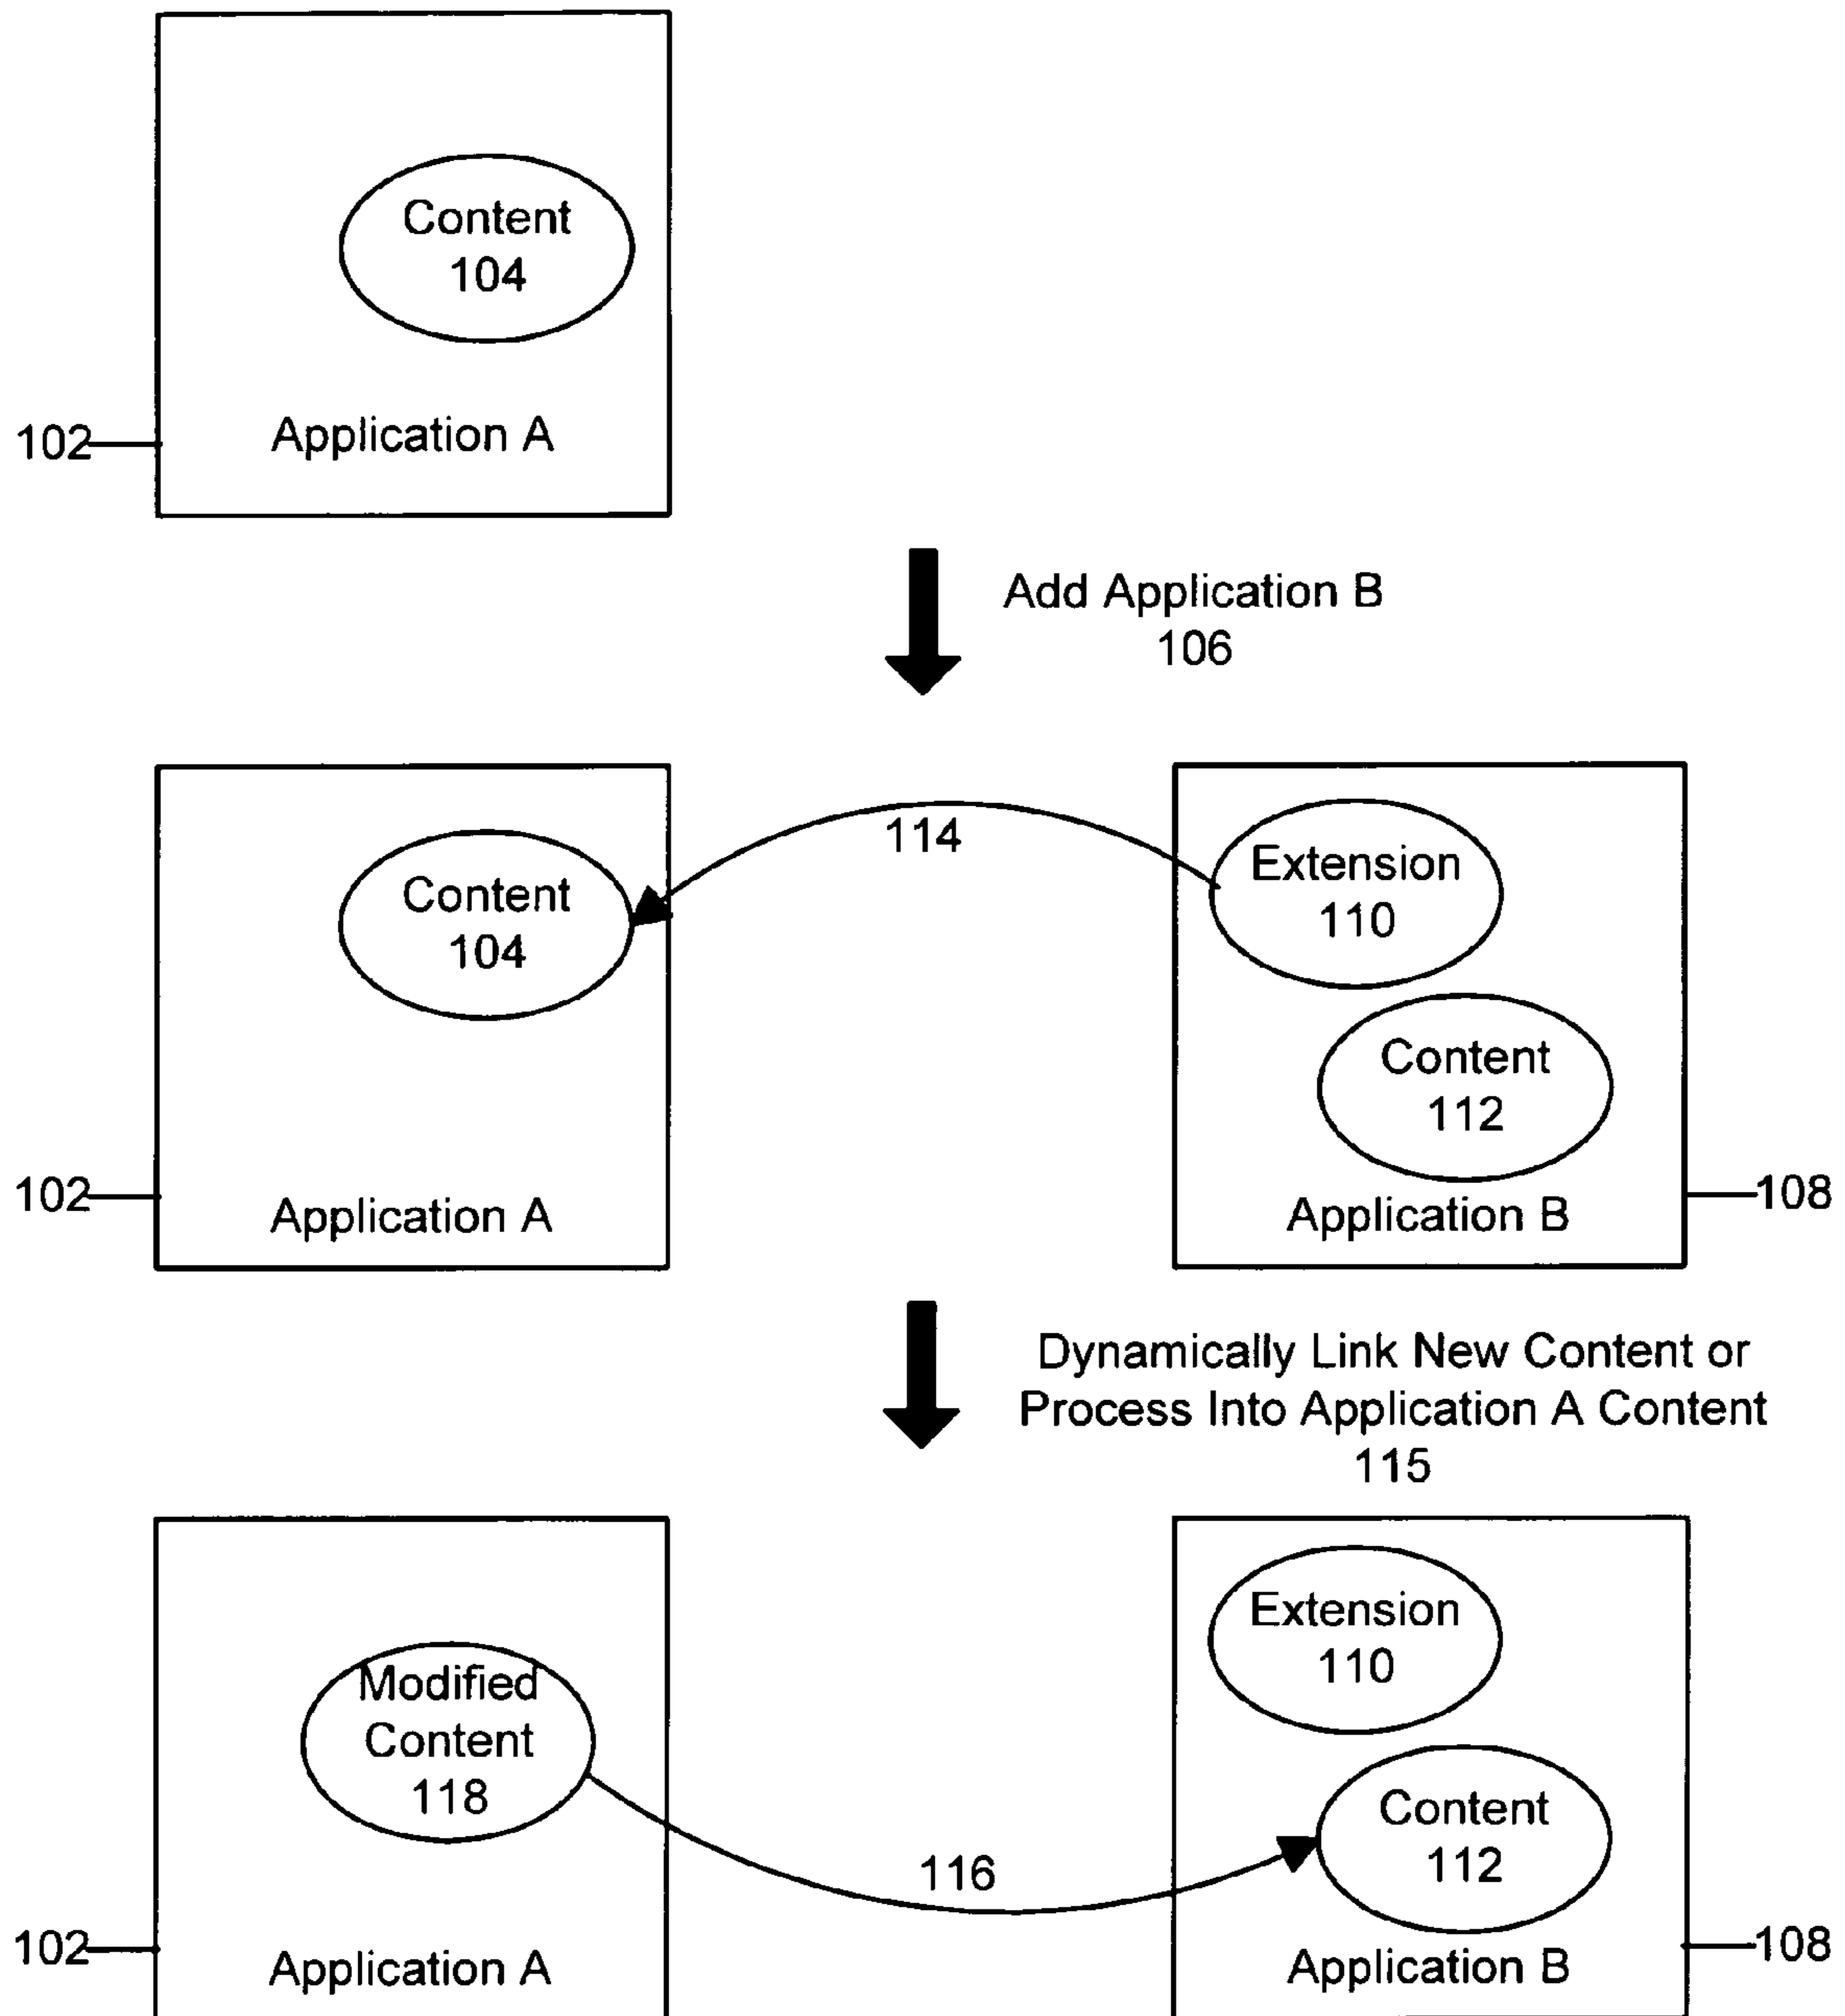 Content
104
102
Application A
Add Application B
106
114
Content
104
Extension
110
Content
112
102
Application A
Application B
108
Dynamically Link New Content or
Process Into Application A Content
115
Extension
110
Modified
Content
118
Content
112
116
102
Application A
Application B
108